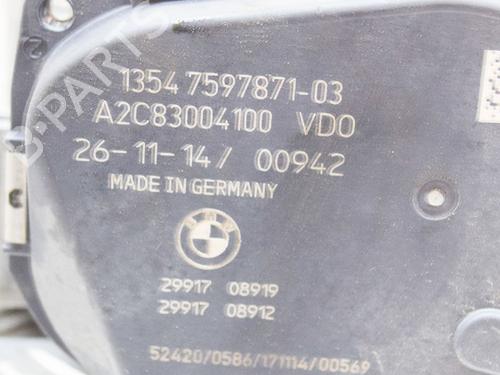 2
1354 7597871-03
A2C83004100 VDO
26-11-14/ 00942
MADE IN GERMANY
BMW
29917 08919
29917 08912
52420/0586/171114/00569
B-PARTS